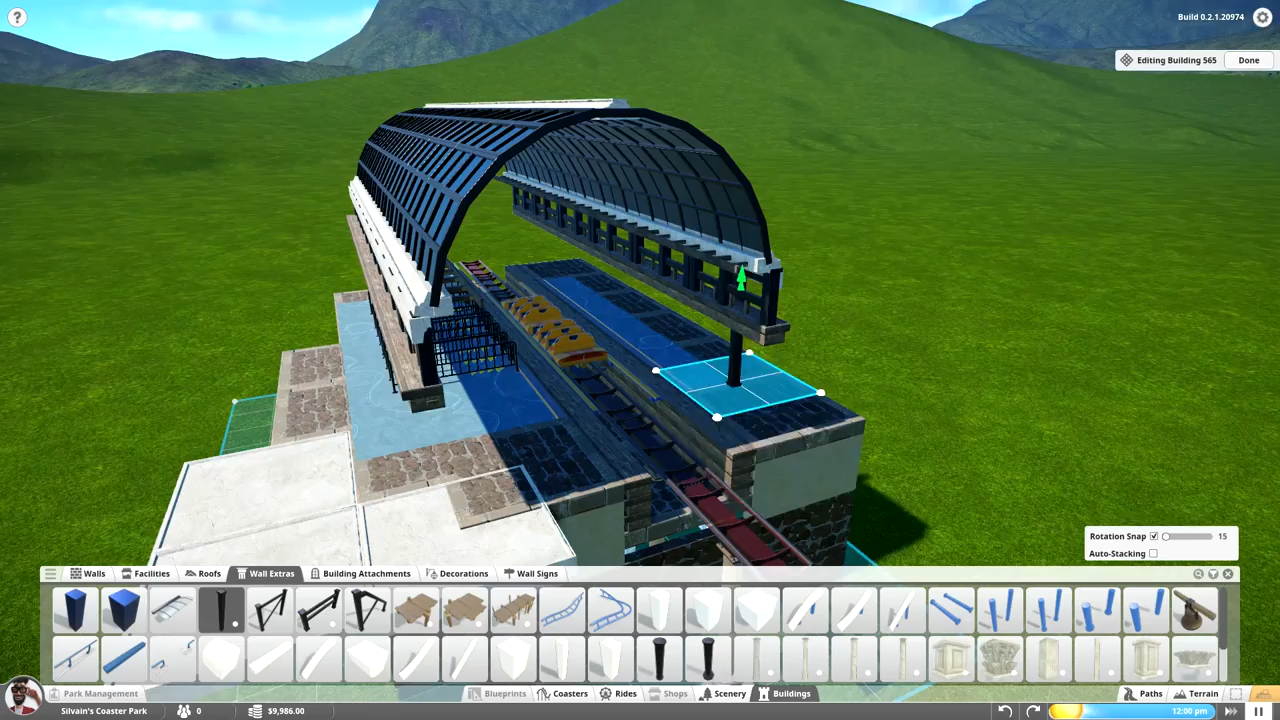 ?
Build 0.2.1.20974
Editing Building 565 Done
Rotation Snap 15
Auto-Stacking
Walls Facilities Roofs Wall Extras Building Attachments Decorations Wall Signs
Park Management Blueprints Coasters Rides Shops Scenery Buildings Paths Terrain
Silvain's Coaster Park 0 $9,986.00 12:00 pm